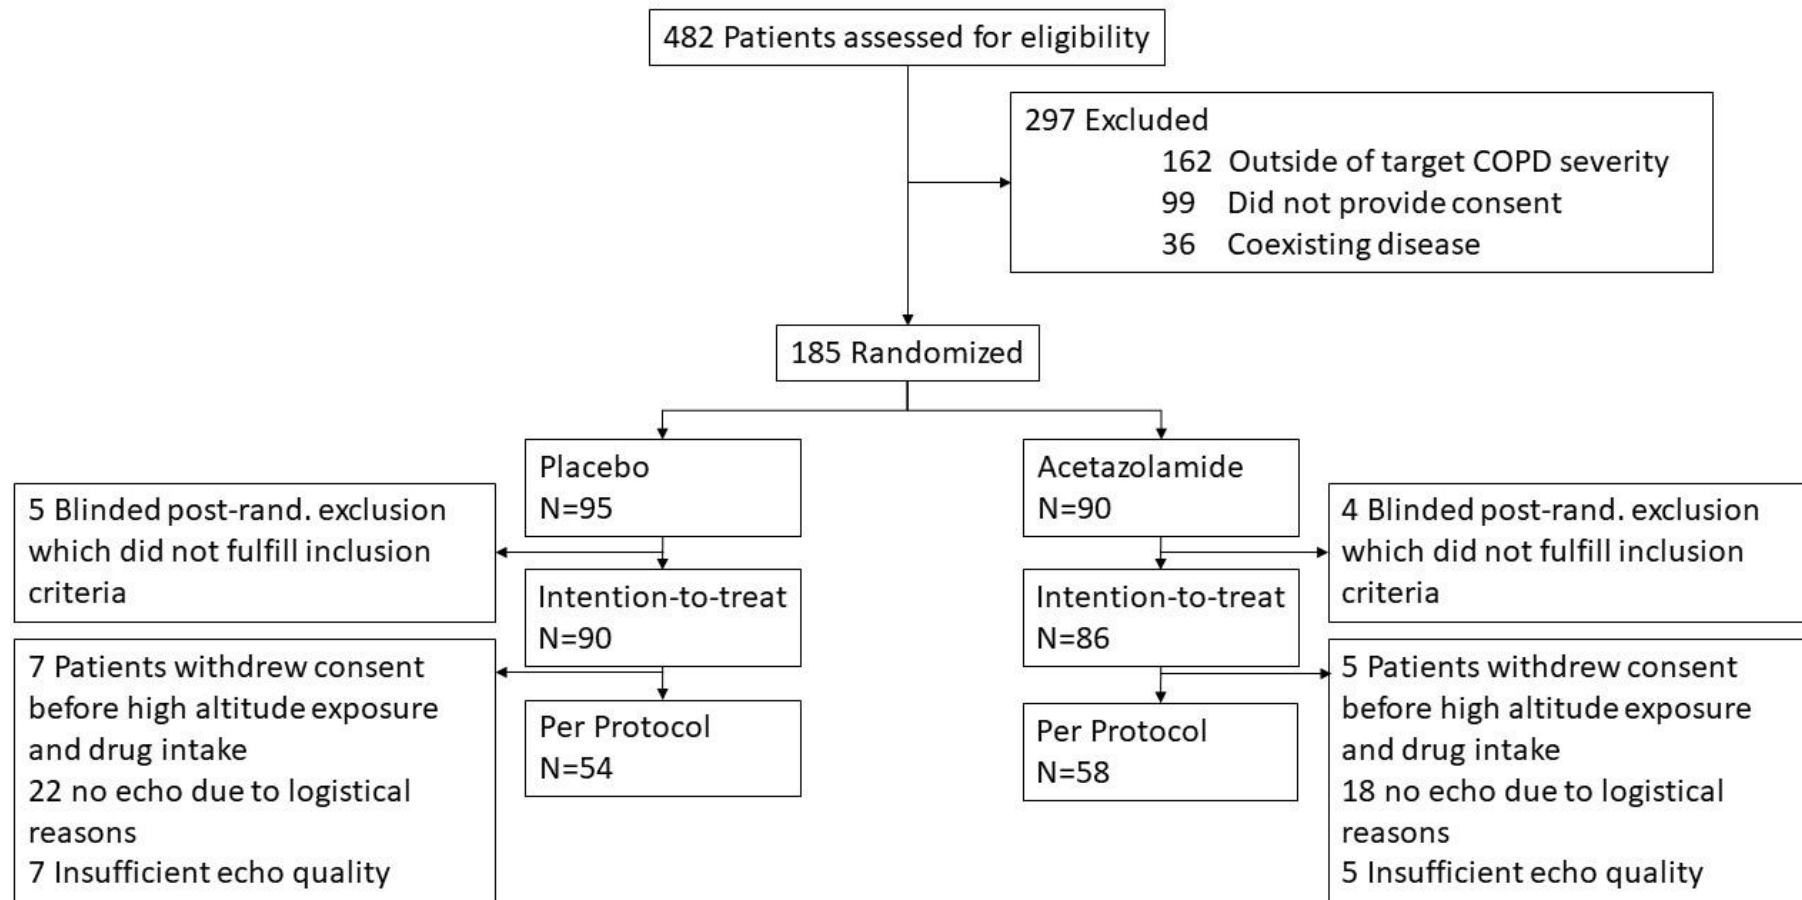 482 Patients assessed for eligibility
297 Excluded
162 Outside of target COPD severity
99 Did not provide consent
36 Coexisting disease
185 Randomized
Placebo
N=95
Acetazolamide
N=90
5 Blinded post-rand. exclusion
which did not fulfill inclusion
criteria
4 Blinded post-rand. exclusion
which did not fulfill inclusion
criteria
Intention-to-treat
N=90
Intention-to-treat
N=86
7 Patients withdrew consent
before high altitude exposure
and drug intake
22 no echo due to logistical
reasons
7 Insufficient echo quality
5 Patients withdrew consent
before high altitude exposure
and drug intake
18 no echo due to logistical
reasons
5 Insufficient echo quality
Per Protocol
N=54
Per Protocol
N=58